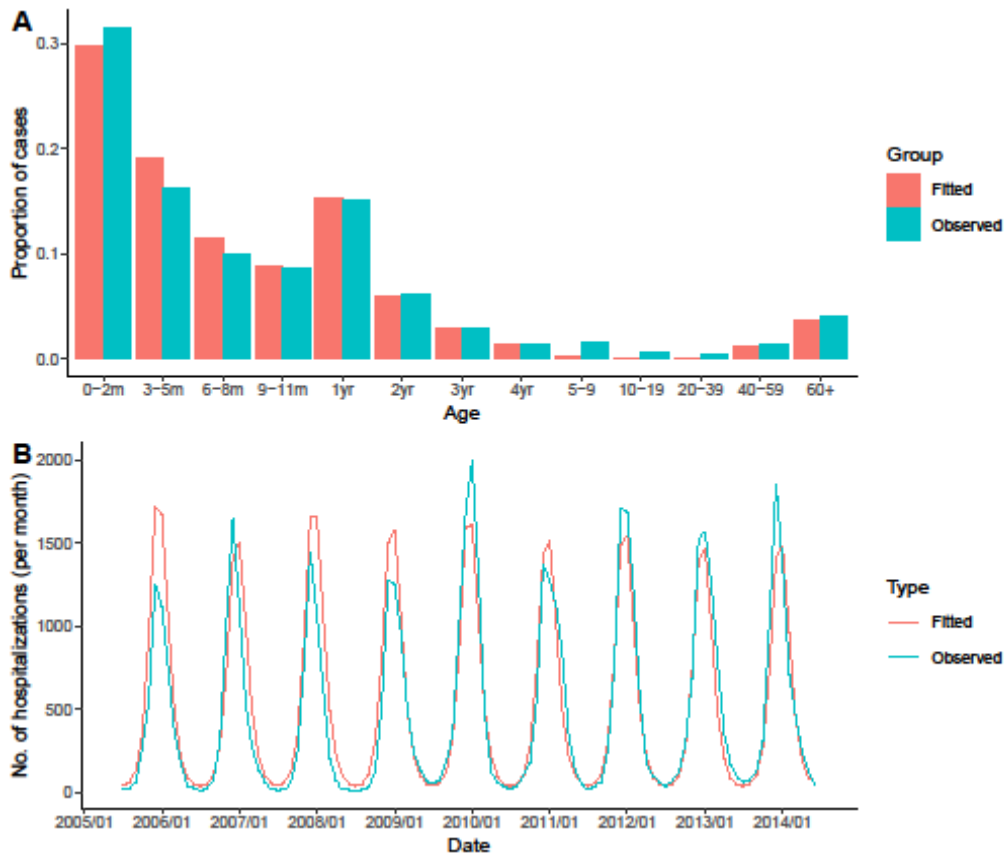 A
Proportion of cases
0.3
0.2
0.1
0.0
0-2m 3-5m 6-8m 9-11m 1yr 2yr 3yr 4yr 5-9 10-19 20-39 40-59 60+
Age
Group
Fitted
Observed
B
No. of hospitalizations (per month)
2000
1500
1000
500
0
2005/01 2006/01 2007/01 2008/01 2009/01 2010/01 2011/01 2012/01 2013/01 2014/01
Date
Type
Fitted
Observed